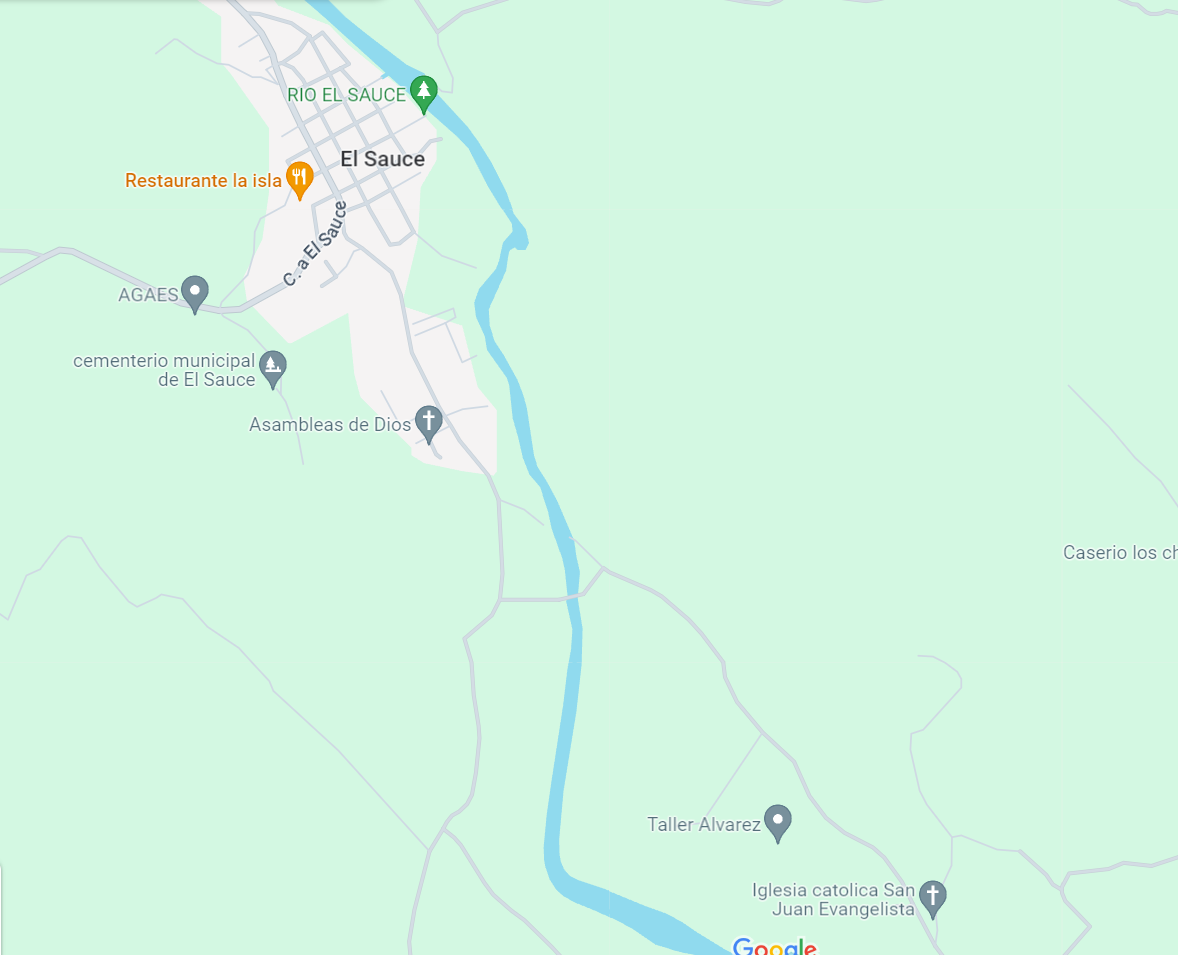 RIO EL SAUCE
El Sauce
Restaurante la isla
C. a El Sauce
AGAES
cementerio municipal
de El Sauce
Asambleas de Dios
Caserio los ch
Taller Alvarez
Iglesia catolica San
Juan Evangelista
Google